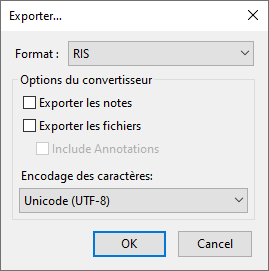 Exporter...
Format : RIS
Options du convertisseur
Exporter les notes
Exporter les fichiers
Include Annotations
Encodage des caractères:
Unicode (UTF-8)
OK Cancel